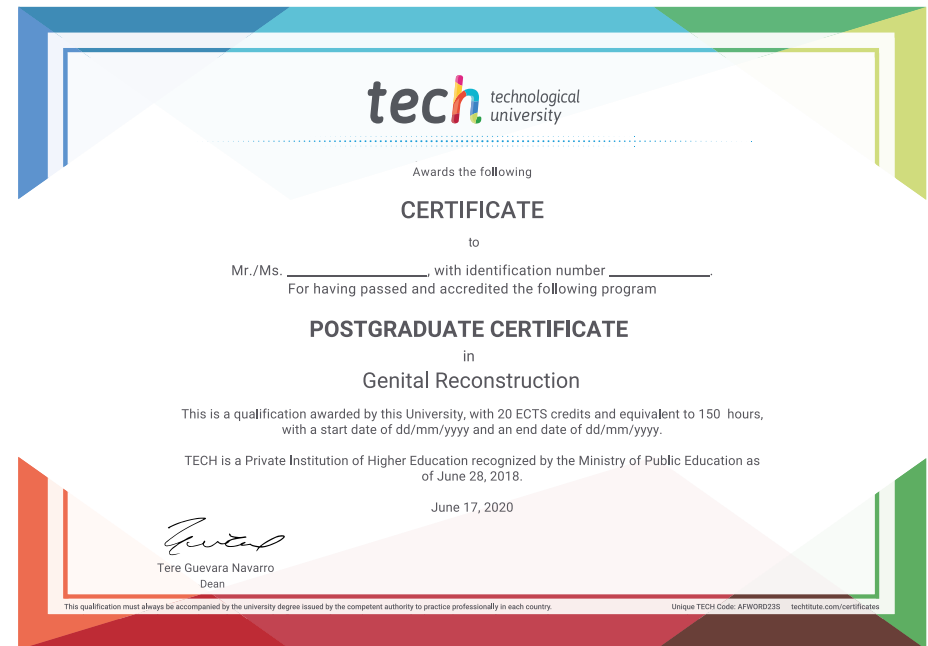 tech technological
university
Awards the following
CERTIFICATE
to
Mr./Ms. ____________, with identification number ____________.
For having passed and accredited the following program
POSTGRADUATE CERTIFICATE
in
Genital Reconstruction
This is a qualification awarded by this University, with 20 ECTS credits and equivalent to 150 hours,
with a start date of dd/mm/yyyy and an end date of dd/mm/yyyy.
TECH is a Private Institution of Higher Education recognized by the Ministry of Public Education as
of June 28, 2018.
June 17, 2020
Tere Guevara Navarro
Dean
This qualification must always be accompanied by the university degree issued by the competent authority to practice professionally in each country.
Unique TECH Code: AFWORD23S techtitute.com/certificates